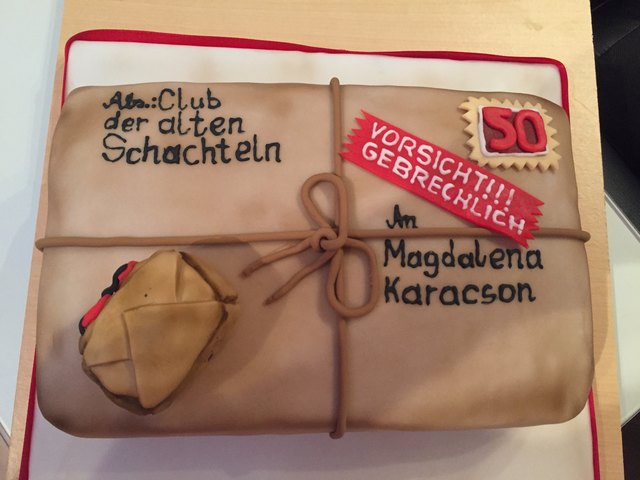 Abs.: Club
der alten
Schachteln
50
VORSICHT!!!
GEBRECHLICH
An
Magdalena
Karacson